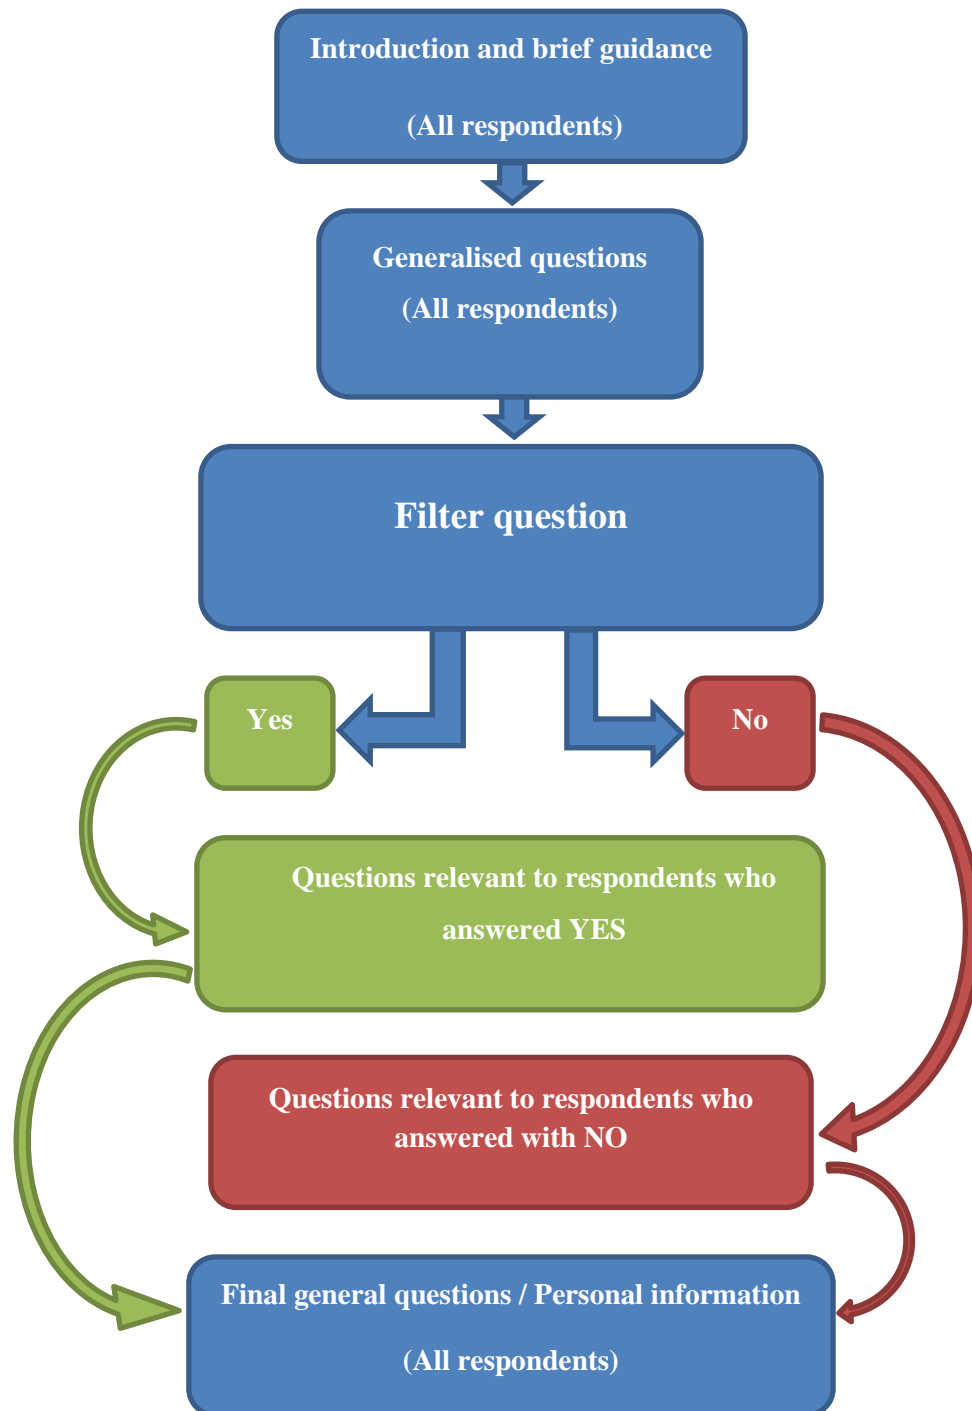 Introduction and brief guidance
(All respondents)
Generalised questions
(All respondents)
Filter question
Yes
No
Questions relevant to respondents who
answered YES
Questions relevant to respondents who
answered with NO
Final general questions / Personal information
(All respondents)